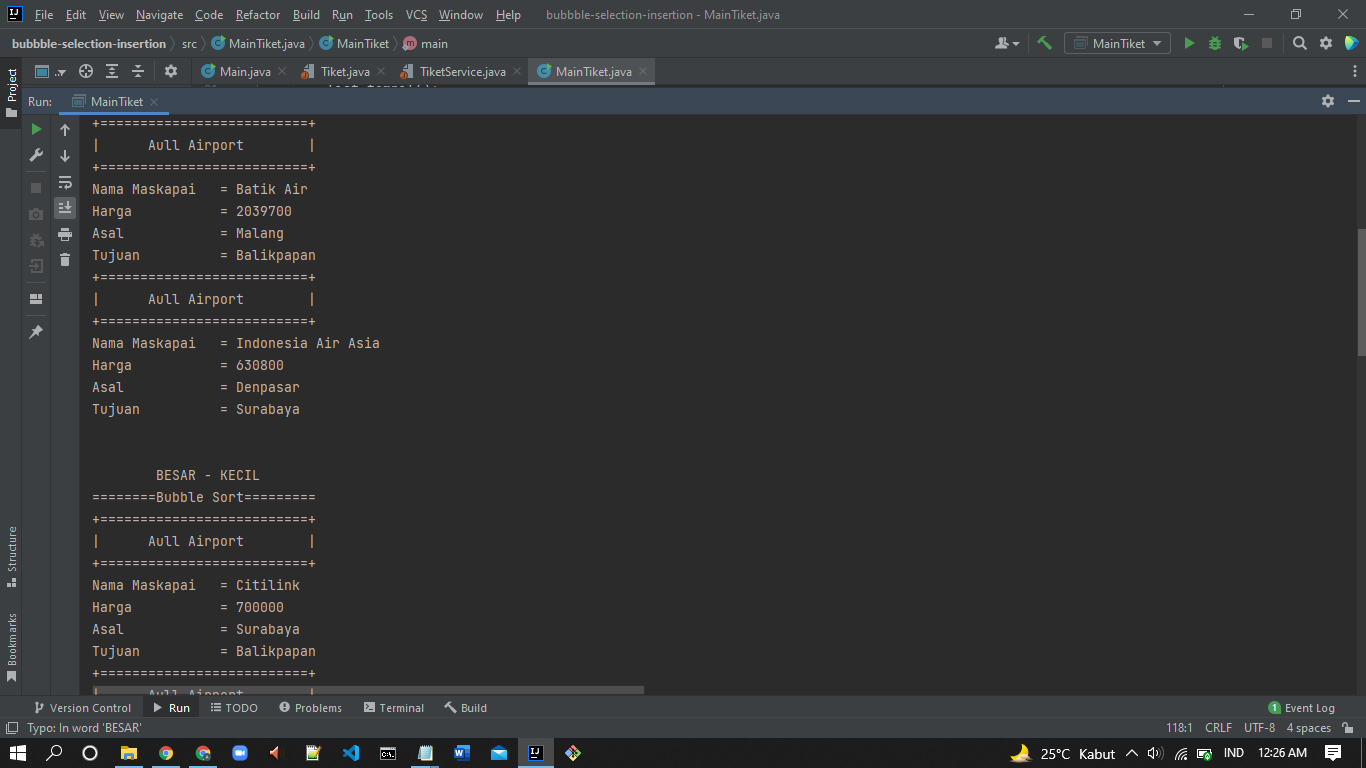 File Edit View Navigate Code Refactor Build Run Tools VCS Window Help bubbble-selection-insertion - MainTiket.java
bubbble-selection-insertion src MainTiket.java MainTiket main MainTiket
Project
Main.java Tiket.java TiketService.java MainTiket.java
Run: MainTiket
+==========================+
|      Aull Airport        |
+==========================+
Nama Maskapai   = Batik Air
Harga           = 2039700
Asal            = Malang
Tujuan          = Balikpapan
+==========================+
|      Aull Airport        |
+==========================+
Nama Maskapai   = Indonesia Air Asia
Harga           = 630800
Asal            = Denpasar
Tujuan          = Surabaya
        BESAR - KECIL
========Bubble Sort=========
+==========================+
|      Aull Airport        |
+==========================+
Nama Maskapai   = Citilink
Harga           = 700000
Asal            = Surabaya
Tujuan          = Balikpapan
+==========================+
|      Aull Airport        |
Structure
Bookmarks
Version Control Run TODO Problems Terminal Build 1 Event Log
Typo: In word 'BESAR' 118:1 CRLF UTF-8 4 spaces
25°C Kabut IND 12:26 AM